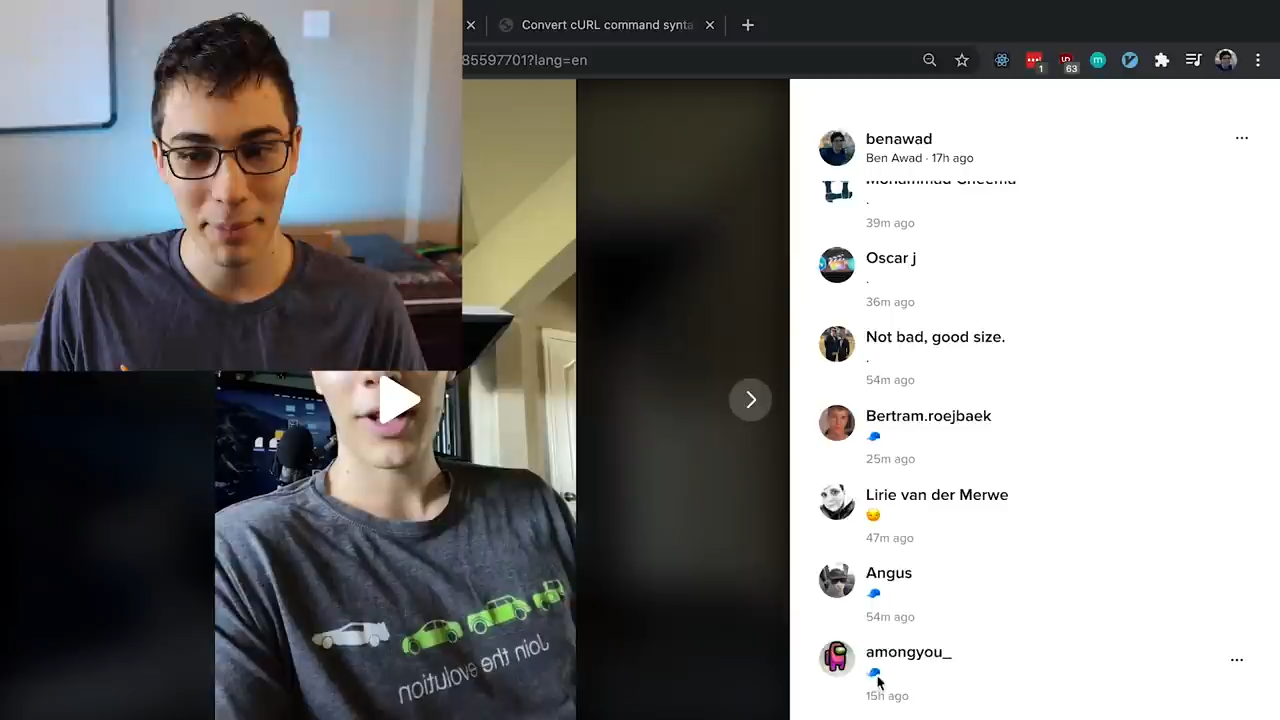 Convert cURL command synta
85597701?lang=en
1
63
benawad
Ben Awad · 17h ago
Mohammad Cheema
.
39m ago
Oscar j
.
36m ago
Not bad, good size.
.
54m ago
Bertram.roejbaek
🧢
25m ago
Lirie van der Merwe
😏
47m ago
Angus
🧢
54m ago
amongyou_
🧢
15h ago
Join the evolution